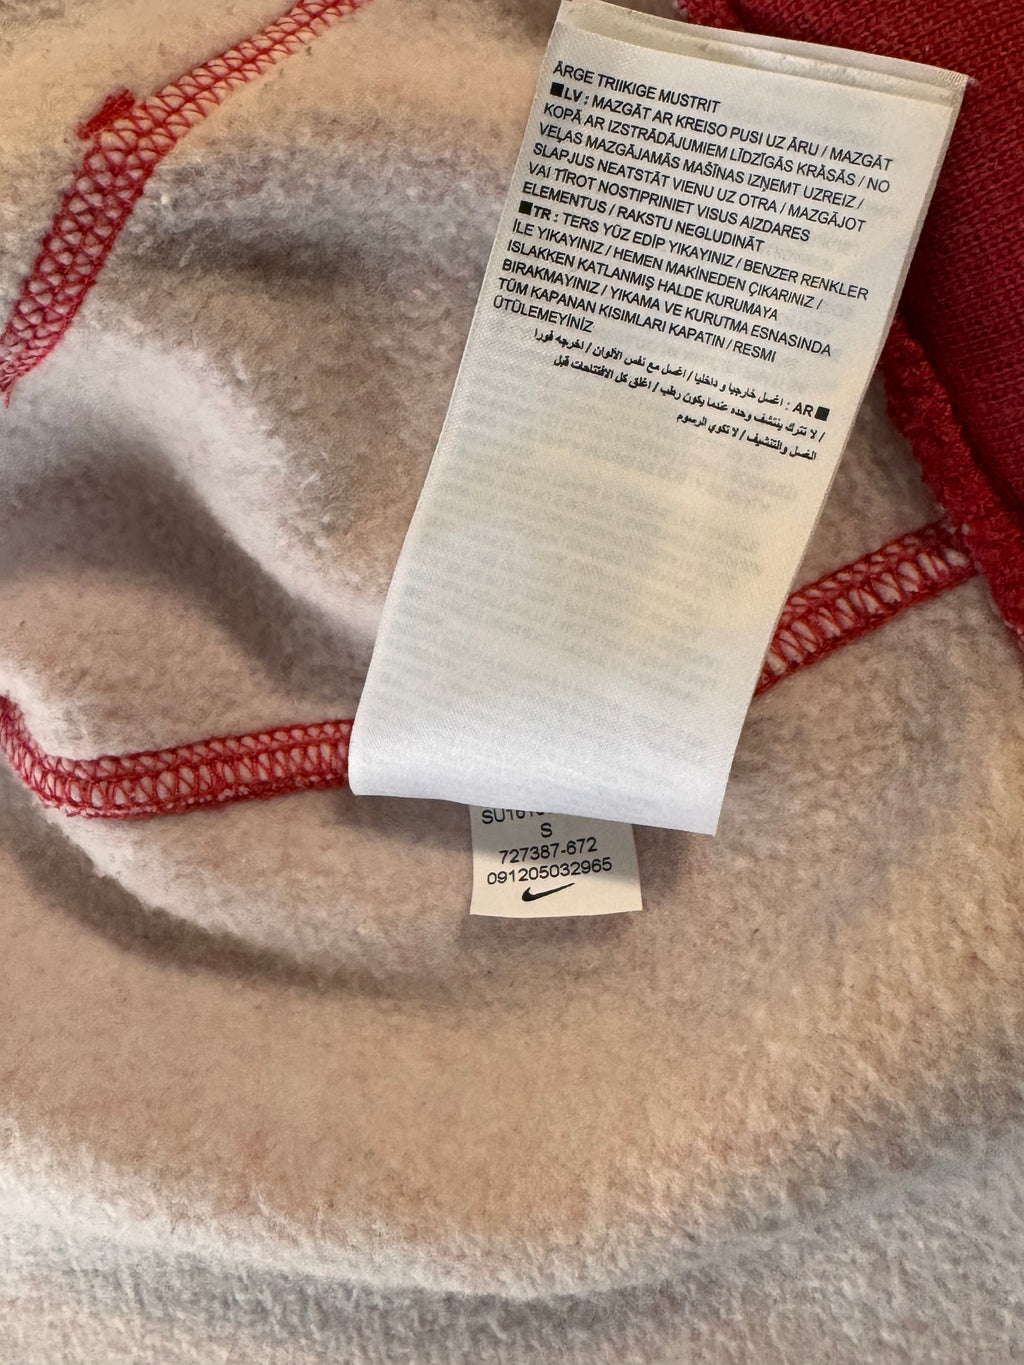 ÄRGE TRIIKIGE MUSTRIT
■LV : MAZGĀT AR KREISO PUSI UZ ĀRU / MAZGĀT
KOPĀ AR IZSTRĀDĀJUMIEM LĪDZĪGĀS KRĀSĀS / NO
VEĻAS MAZGĀJAMĀS MAŠĪNAS IZŅEMT UZREIZ /
SLAPJUS NEATSTĀT VIENU UZ OTRA / MAZGĀJOT
VAI TĪROT NOSTIPRINIET VISUS AIZDARES
ELEMENTUS / RAKSTU NEGLUDINĀT
■TR : TERS YÜZ EDİP YIKAYINIZ / BENZER RENKLER
İLE YIKAYINIZ / HEMEN MAKİNEDEN ÇIKARINIZ /
ISLAKKEN KATLANMIŞ HALDE KURUMAYA
BIRAKMAYINIZ / YIKAMA VE KURUTMA ESNASINDA
TÜM KAPANAN KISIMLARI KAPATIN / RESMI
ÜTÜLEMEYİNİZ
■AR : اغسل خارجيا و داخليا / اغسل مع نفس الألوان / اخرجه فورا
/ لا تترك ينتشف وحده عندما يكون رطب / اغلق كل الافتتاحات قبل
الغسل والتنشيف / لا تكوي الرسوم
S
727387-672
091205032965